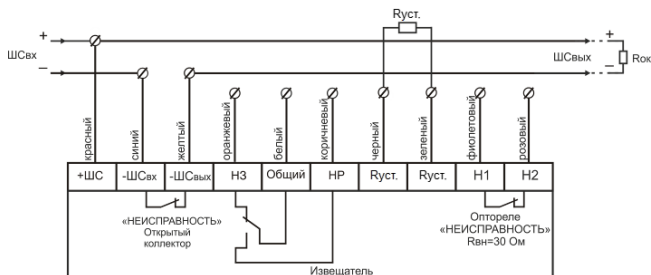 Rуст.
+
ШСвх
–
+
ШСвых
–
Rок
красный
синий
желтый
оранжевый
белый
коричневый
черный
зеленый
фиолетовый
розовый
+ШС
-ШСвх
-ШСвых
НЗ
Общий
НР
Rуст.
Rуст.
Н1
Н2
«НЕИСПРАВНОСТЬ»
Открытый
коллектор
Оптореле
«НЕИСПРАВНОСТЬ»
Rвн=30 Ом
Извещатель